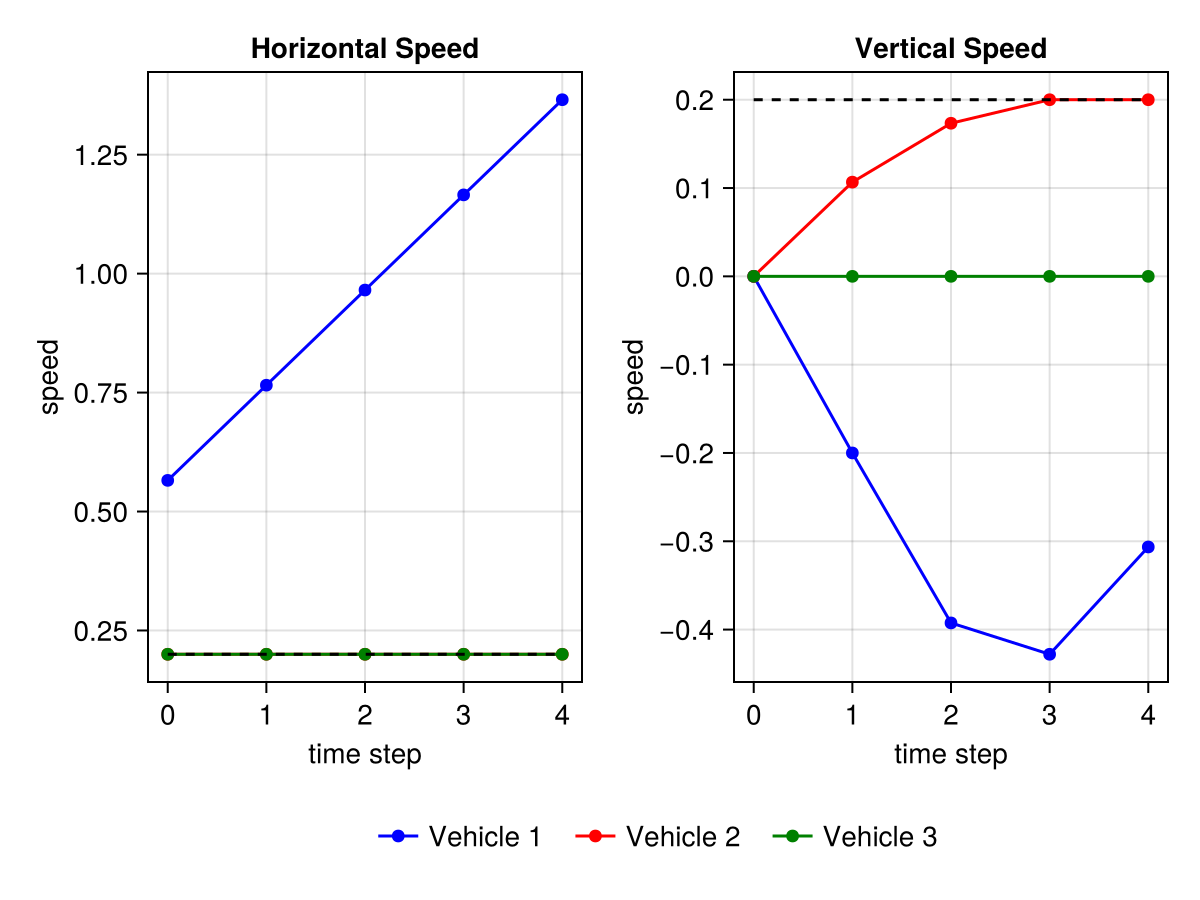 Horizontal Speed
speed
1.25
1.00
0.75
0.50
0.25
0 1 2 3 4
time step
Vertical Speed
speed
0.2
0.1
0.0
−0.1
−0.2
−0.3
−0.4
0 1 2 3 4
time step
Vehicle 1 Vehicle 2 Vehicle 3